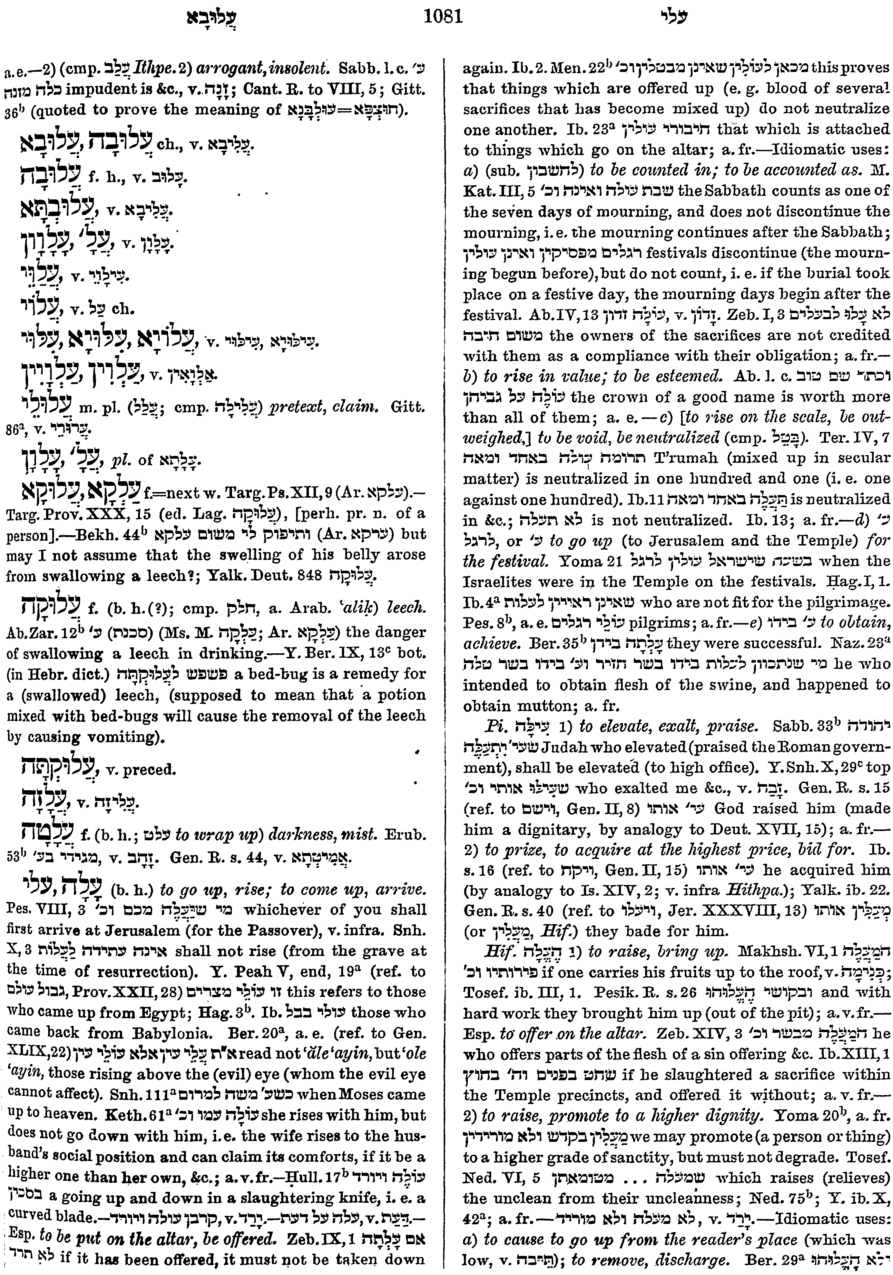 עֲלוּבָא 1081 עלי
a. e.—2) (cmp. עֲלַב Ithpe. 2) arrogant, insolent. Sabb. l. c. ע'
כלה מזנה impudent is &c., v. זָנָה; Cant. R. to VIII, 5; Gitt.
36b (quoted to prove the meaning of עוּלְבָּנָא=חוּצְפָּא).
עֲלוּבָה, עֲלוּבָא ch., v. עֲלִיבָא.
עֲלוּבָה f. h., v. עָלוּב.
עֲלוּבְתָּא, v. עֲלִיבָא.
עֲלָווָן, עַלָ', v. עַלָּוָן.
עֲלַוֵּי, v. עִילָוֵּי.
עֲלוֹי, v. עַל ch.
עִלּוּי, עִלּוּיָא, עֲלוֹיָא, v. עִילּוּי, עִילּוּיָא.
עַלְוִין, עַלְוָיִין, v. אַלְוָאִין.
עֲלוּלֵי m. pl. (עֲלַל; cmp. עֲלִילָה) pretext, claim. Gitt.
86a, v. עֲרוּרֵי.
עַלָוָן, עַלָ', pl. of עֲלָתָא.
עֲלוּקָא, עַלְקָא f.=next w. Targ. Ps. XII, 9 (Ar. עלקא).—
Targ. Prov. XXX, 15 (ed. Lag. עֲלוּקָה), [perh. pr. n. of a
person].—Bekh. 44b ותיפוק לי משום עלקא (Ar. ערקא) but
may I not assume that the swelling of his belly arose
from swallowing a leech?; Yalk. Deut. 848 עֲלוּקָה.
עֲלוּקָה f. (b. h.(?); cmp. חלק, a. Arab. 'aliḳ) leech.
Ab. Zar. 12b ע' (סכנת) (Ms. M. עֲלָקָה; Ar. עַלְקָא) the danger
of swallowing a leech in drinking.—Y. Ber. IX, 13c bot.
(in Hebr. dict.) פשפש לַעֲלוּקְתָהּ a bed-bug is a remedy for
a (swallowed) leech, (supposed to mean that a potion
mixed with bed-bugs will cause the removal of the leech
by causing vomiting).
עֲלוּקְתָּה, v. preced.
עֲלָזָה, v. עֲלִיזָה.
עֲלָטָה f. (b. h.; עלט to wrap up) darkness, mist. Erub.
53b מגידי בע', v. זָהָב. Gen. R. s. 44, v. אֲמִיטְתָא.
עלי, עָלָה (b. h.) to go up, rise; to come up, arrive.
Pes. VIII, 3 מי שֶׁיַּעֲלֶה מכם וכ' whichever of you shall
first arrive at Jerusalem (for the Passover), v. infra. Snh.
X, 3 אינה עתידה לַעֲלוֹת shall not rise (from the grave at
the time of resurrection). Y. Peah V, end, 19a (ref. to
גבול עולם, Prov. XXII, 28) זו עוֹלֵי מצרים this refers to those
who came up from Egypt; Hag. 3b. Ib. עולי בבל those who
came back from Babylonia. Ber. 20a, a. e. (ref. to Gen.
XLIX, 22) א"ת עֲלֵי עין אלא עוֹלֵי עין read not 'ăle 'ayin, but 'ole
'ayin, those rising above the (evil) eye (whom the evil eye
cannot affect). Snh. 111a כשע' משה למרום when Moses came
up to heaven. Keth. 61a עוֹלָה עמו וכ' she rises with him, but
does not go down with him, i. e. the wife rises to the hus-
band's social position and can claim its comforts, if it be a
higher one than her own, &c.; a. v. fr.—Hull. 17b עוֹלָה ויורד
בסכין a going up and down in a slaughtering knife, i. e. a
curved blade.—קרבן עולה ויורד, v. יָרַד.—עלה על דעת, v. דַּעַת.—
Esp. to be put on the altar, be offered. Zeb. IX, 1 אם עָלְתָה
לא תרד if it has been offered, it must not be taken down
again. Ib. 2. Men. 22b מכאן לעוֹלִין שאינן מבטלין וכ' this proves
that things which are offered up (e. g. blood of several
sacrifices that has become mixed up) do not neutralize
one another. Ib. 23a חיבורי עולין that which is attached
to things which go on the altar; a. fr.—Idiomatic uses:
a) (sub. לחשבון) to be counted in; to be accounted as. M.
Kat. III, 5 שבת עולה ואינה וכ' the Sabbath counts as one of
the seven days of mourning, and does not discontinue the
mourning, i. e. the mourning continues after the Sabbath;
רגלים מפסיקין ואינן עולין festivals discontinue (the mourn-
ing begun before), but do not count, i. e. if the burial took
place on a festive day, the mourning days begin after the
festival. Ab. IV, 13 עוֹלָה זדון, v. זָדוֹן. Zeb. I, 3 לא עָלוּ לבעלים
משום חיבה the owners of the sacrifices are not credited
with them as a compliance with their obligation; a. fr.—
b) to rise in value; to be esteemed. Ab. l. c. וכתר שם טוב
עולה על גביהן the crown of a good name is worth more
than all of them; a. e.—c) [to rise on the scale, be out-
weighed,] to be void, be neutralized (cmp. בָּטֵל). Ter. IV, 7
תרומה עולה באחד ומאה T'rumah (mixed up in secular
matter) is neutralized in one hundred and one (i. e. one
against one hundred). Ib. 11 תַּעֲלֶה באחד ומאה is neutralized
in &c.; לא תעלה is not neutralized. Ib. 13; a. fr.—d) ע'
לרגל, or ע' to go up (to Jerusalem and the Temple) for
the festival. Yoma 21 בשעה שישראל עולין לרגל when the
Israelites were in the Temple on the festivals. Hag. I, 1.
Ib. 4a שאינן ראויין לעלות who are not fit for the pilgrimage.
Pes. 8b, a. e. עוֹלֵי רגלים pilgrims; a. fr.—e) ע' בידו to obtain,
achieve. Ber. 35b עָלְתָה בידן they were successful. Naz. 23a
מי שנתכוון לעלות בידו בשר חזיר וע' בידו בשר טלה he who
intended to obtain flesh of the swine, and happened to
obtain mutton; a. fr.
Pi. עִילָּה 1) to elevate, exalt, praise. Sabb. 33b יהודה
שעי' יִתְעַלֶּה Judah who elevated (praised the Roman govern-
ment), shall be elevated (to high office). Y. Snh. X, 29c top
שֶׁעִילּוּ אותי וכ' who exalted me &c., v. זָבַח. Gen. R. s. 15
(ref. to וישם, Gen. II, 8) עי' אותו God raised him (made
him a dignitary, by analogy to Deut. XVII, 15); a. fr.—
2) to prize, to acquire at the highest price, bid for. Ib.
s. 16 (ref. to ויקח, Gen. II, 15) עי' אותו he acquired him
(by analogy to Is. XIV, 2; v. infra Hithpa.); Yalk. ib. 22.
Gen. R. s. 40 (ref. to ויעלו, Jer. XXXVIII, 13) מְעַלִּין אותו
(or מַעֲלִין, Hif.) they bade for him.
Hif. הֶעֱלָה 1) to raise, bring up. Makhsh. VI, 1 המַעֲלֶה
פירותיו וכ' if one carries his fruits up to the roof, v. כְּנִימָה;
Tosef. ib. III, 1. Pesik. R. s. 26 ובקושי הֶעֱלוּהוּ and with
hard work they brought him up (out of the pit); a. v. fr.—
Esp. to offer on the altar. Zeb. XIV, 3 המַעֲלֶה מבשר וכ' he
who offers parts of the flesh of a sin offering &c. Ib. XIII, 1
שחט בפנים וה' בחוץ if he slaughtered a sacrifice within
the Temple precincts, and offered it without; a. v. fr.—
2) to raise, promote to a higher dignity. Yoma 20b, a. fr.
מַעֲלִין בקדש ולא מורידין we may promote (a person or thing)
to a higher grade of sanctity, but must not degrade. Tosef.
Ned. VI, 5 שמעלה ... מטומאתן which raises (relieves)
the unclean from their uncleanness; Ned. 75b; Y. ib. X,
42a; a. fr.—לא מעלה ולא מוריד, v. יָרַד.—Idiomatic uses:
a) to cause to go up from the reader's place (which was
low, v. תֵּיבָה); to remove, discharge. Ber. 29a ולא הֶעֱלוּהוּ